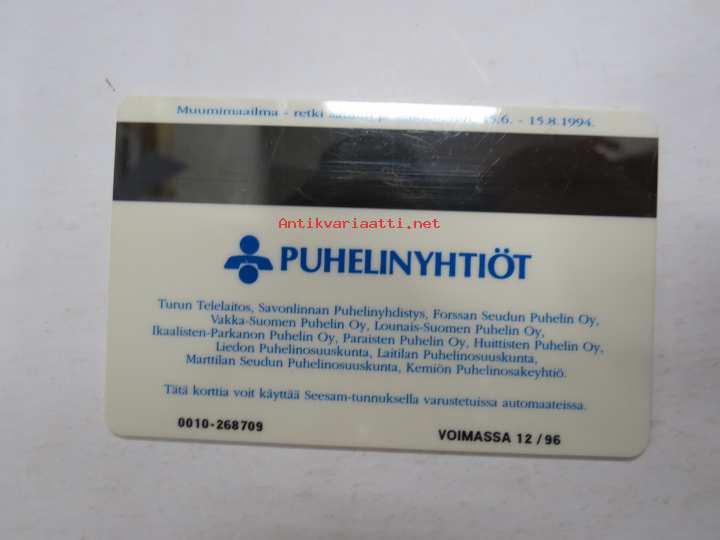 Muumimaailma - retki 15.6. - 15.8.1994.
Antikvariaatti.net
PUHELINYHTIÖT
Turun Telelaitos, Savonlinnan Puhelinyhdistys, Forssan Seudun Puhelin Oy,
Vakka-Suomen Puhelin Oy, Lounais-Suomen Puhelin Oy,
Ikaalisten-Parkanon Puhelin Oy, Paraisten Puhelin Oy, Huittisten Puhelin Oy,
Liedon Puhelinosuuskunta, Laitilan Puhelinosuuskunta,
Marttilan Seudun Puhelinosuuskunta, Kemiön Puhelinosakeyhtiö.
Tätä korttia voit käyttää Seesam-tunnuksella varustetuissa automaateissa.
0010-268709
VOIMASSA 12/96